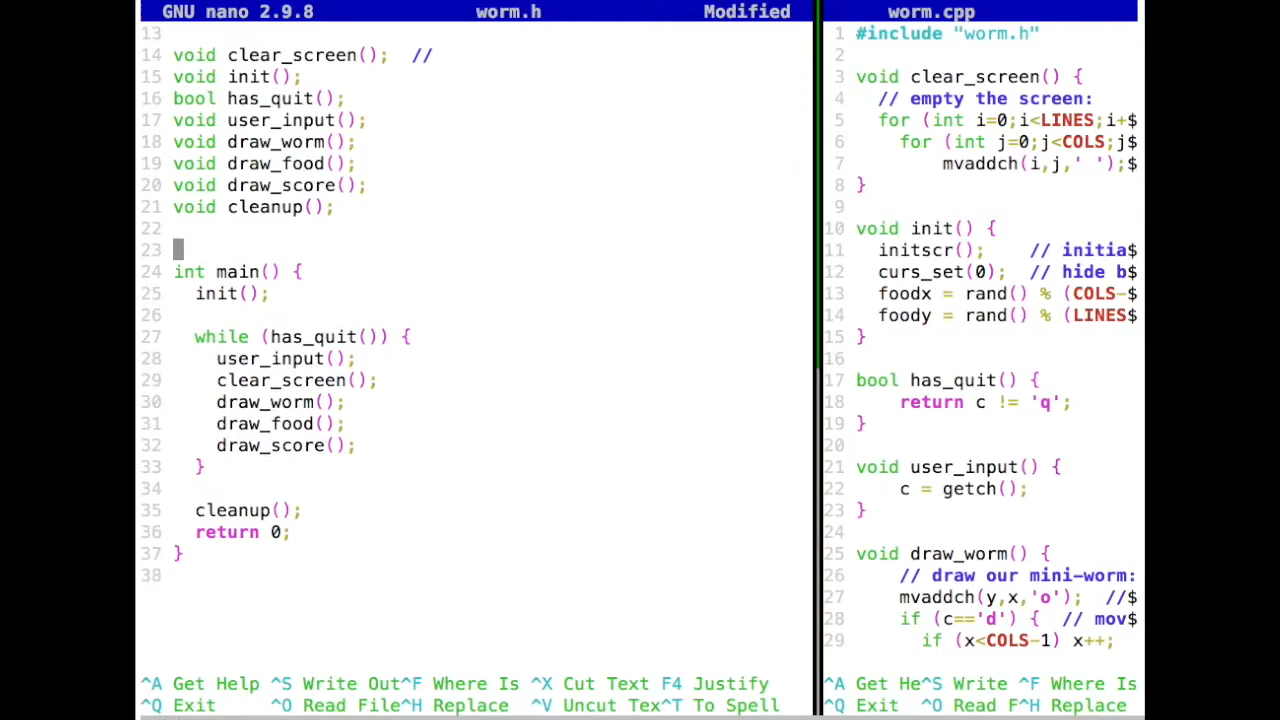 GNU nano 2.9.8 worm.h Modified
13
14 void clear_screen(); //
15 void init();
16 bool has_quit();
17 void user_input();
18 void draw_worm();
19 void draw_food();
20 void draw_score();
21 void cleanup();
22
23
24 int main() {
25 init();
26
27 while (has_quit()) {
28 user_input();
29 clear_screen();
30 draw_worm();
31 draw_food();
32 draw_score();
33 }
34
35 cleanup();
36 return 0;
37 }
38
^A Get Help ^S Write Out^F Where Is ^X Cut Text F4 Justify
^Q Exit ^O Read File^H Replace ^V Uncut Tex^T To Spell
worm.cpp
1 #include "worm.h"
2
3 void clear_screen() {
4 // empty the screen:
5 for (int i=0;i<LINES;i+$
6 for (int j=0;j<COLS;j$
7 mvaddch(i,j,' ');$
8 }
9
10 void init() {
11 initscr(); // initia$
12 curs_set(0); // hide b$
13 foodx = rand() % (COLS-$
14 foody = rand() % (LINES$
15 }
16
17 bool has_quit() {
18 return c != 'q';
19 }
20
21 void user_input() {
22 c = getch();
23 }
24
25 void draw_worm() {
26 // draw our mini-worm:
27 mvaddch(y,x,'o'); //$
28 if (c=='d') { // mov$
29 if (x<COLS-1) x++;
^A Get He^S Write ^F Where Is
^Q Exit ^O Read F^H Replace